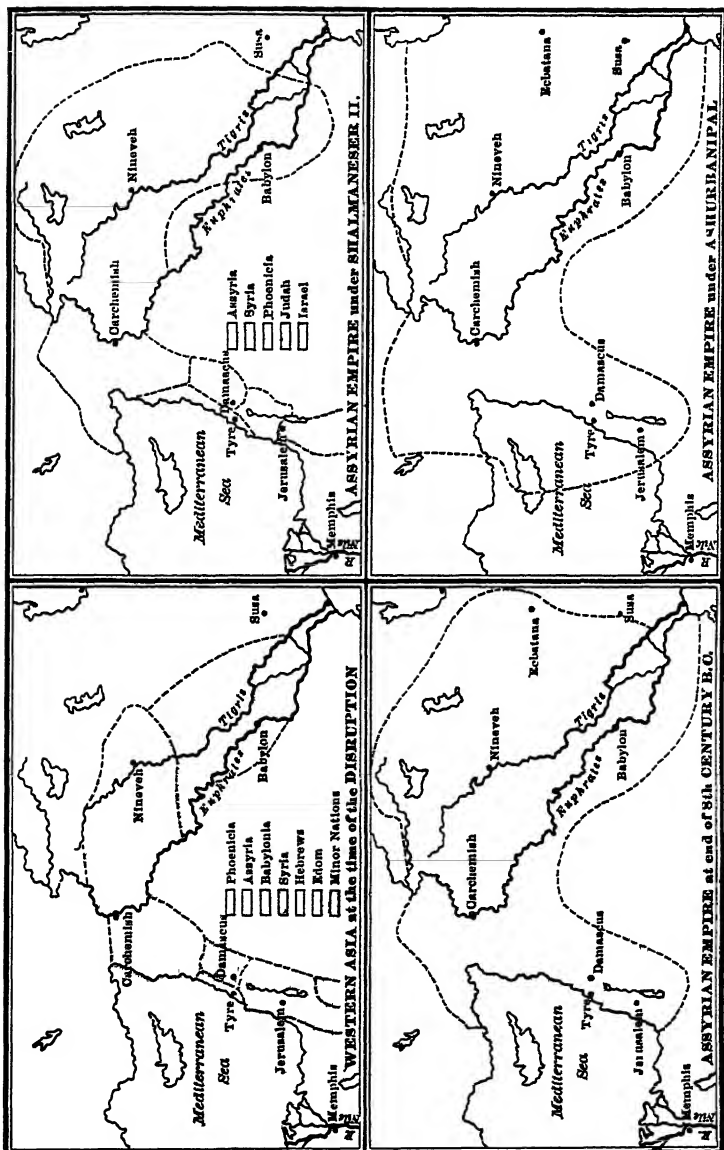 Carchemish
Nineveh
Mediterranean
Sea
Tyre
Damascus
Jerusalem
Memphis
Nile
Tigris
Euphrates
Babylon
Susa
Phoenicia
Assyria
Babylonia
Syria
Hebrews
Edom
Minor Nations
WESTERN ASIA at the time of the DISRUPTION
Carchemish
Nineveh
Mediterranean
Sea
Tyre
Damascus
Jerusalem
Memphis
Nile
Tigris
Euphrates
Babylon
Susa
Assyria
Syria
Phoenicia
Judah
Israel
ASSYRIAN EMPIRE under SHALMANESER II.
Carchemish
Nineveh
Mediterranean
Sea
Tyre
Damascus
Jerusalem
Memphis
Nile
Tigris
Euphrates
Babylon
Ecbatana
Susa
ASSYRIAN EMPIRE at end of 8th CENTURY B.C.
Carchemish
Nineveh
Mediterranean
Sea
Tyre
Damascus
Jerusalem
Memphis
Nile
Tigris
Euphrates
Babylon
Ecbatana
Susa
ASSYRIAN EMPIRE under ASHURBANIPAL